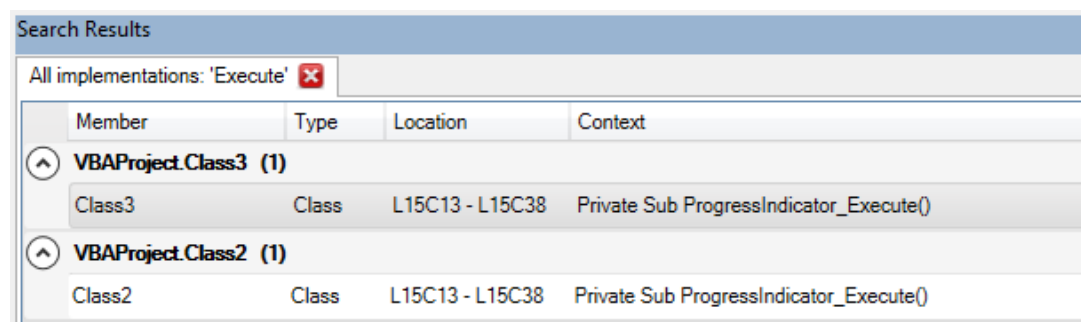 Search Results
All implementations: 'Execute'
Member Type Location Context
VBAProject.Class3 (1)
Class3 Class L15C13 - L15C38 Private Sub ProgressIndicator_Execute()
VBAProject.Class2 (1)
Class2 Class L15C13 - L15C38 Private Sub ProgressIndicator_Execute()